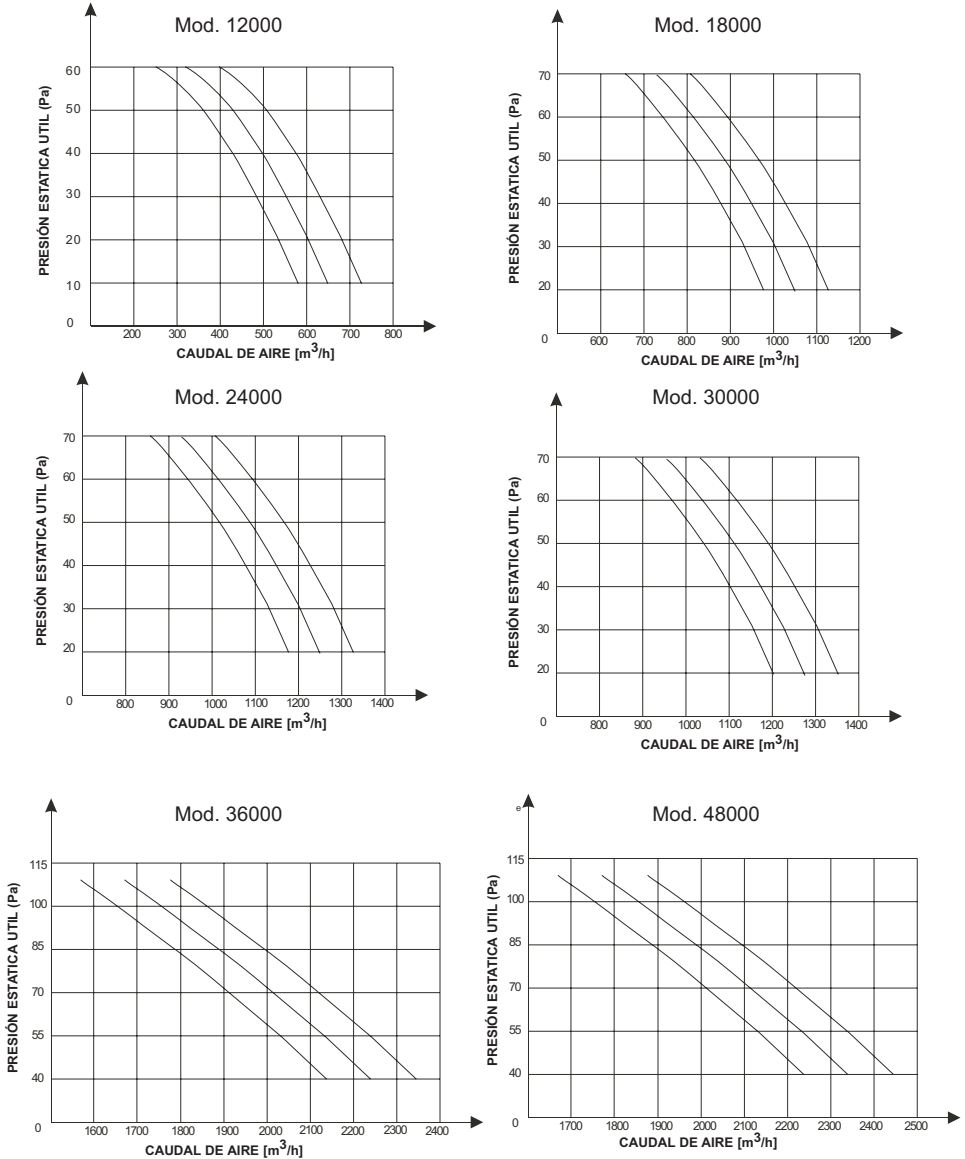 Mod. 12000
PRESIÓN ESTATICA UTIL (Pa)
60
50
40
30
20
10
0
200 300 400 500 600 700 800
CAUDAL DE AIRE [m³/h]
Mod. 18000
PRESIÓN ESTATICA UTIL (Pa)
70
60
50
40
30
20
0
600 700 800 900 1000 1100 1200
CAUDAL DE AIRE [m³/h]
Mod. 24000
PRESIÓN ESTATICA UTIL (Pa)
70
60
50
40
30
20
0
800 900 1000 1100 1200 1300 1400
CAUDAL DE AIRE [m³/h]
Mod. 30000
PRESIÓN ESTATICA UTIL (Pa)
70
60
50
40
30
20
0
800 900 1000 1100 1200 1300 1400
CAUDAL DE AIRE [m³/h]
Mod. 36000
PRESIÓN ESTATICA UTIL (Pa)
115
100
85
70
55
40
0
1600 1700 1800 1900 2000 2100 2200 2300 2400
CAUDAL DE AIRE [m³/h]
e
Mod. 48000
PRESIÓN ESTATICA UTIL (Pa)
115
100
85
70
55
40
0
1700 1800 1900 2000 2100 2200 2300 2400 2500
CAUDAL DE AIRE [m³/h]